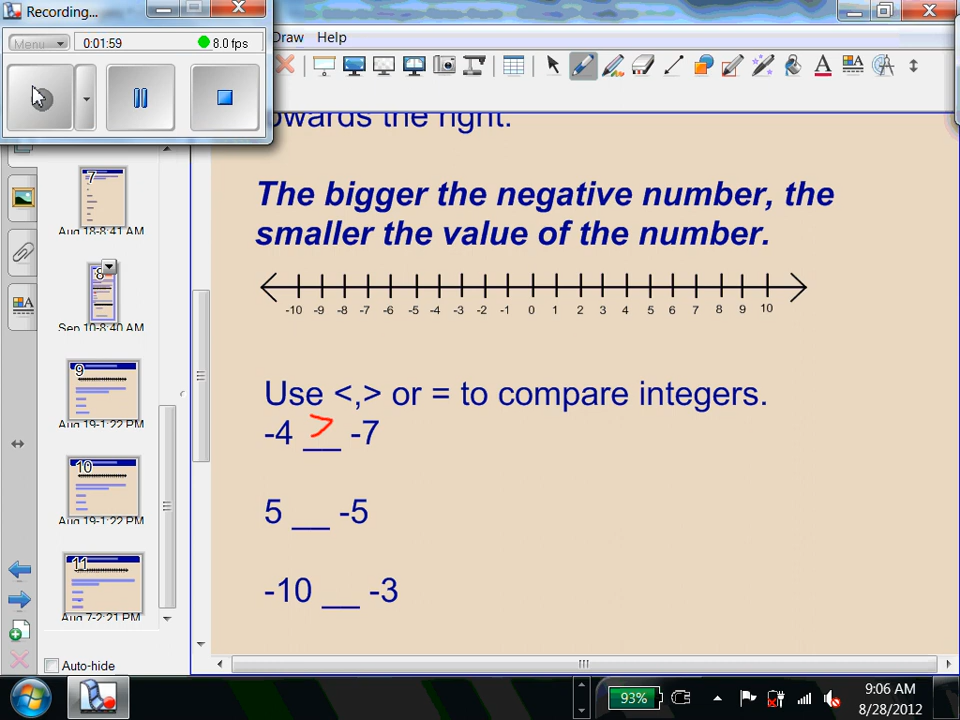 Recording...
Menu 0:01:59 8.0 fps
Draw Help
owards the right.
The bigger the negative number, the
smaller the value of the number.
-10 -9 -8 -7 -6 -5 -4 -3 -2 -1 0 1 2 3 4 5 6 7 8 9 10
Use <,> or = to compare integers.
-4 __ -7
>
5 __ -5
-10 __ -3
7
Aug 18-8:41 AM
8
Sep 10-8:40 AM
9
Aug 19-1:22 PM
10
Aug 19-1:22 PM
11
Aug 7-2:21 PM
Auto-hide
93%
9:06 AM
8/28/2012